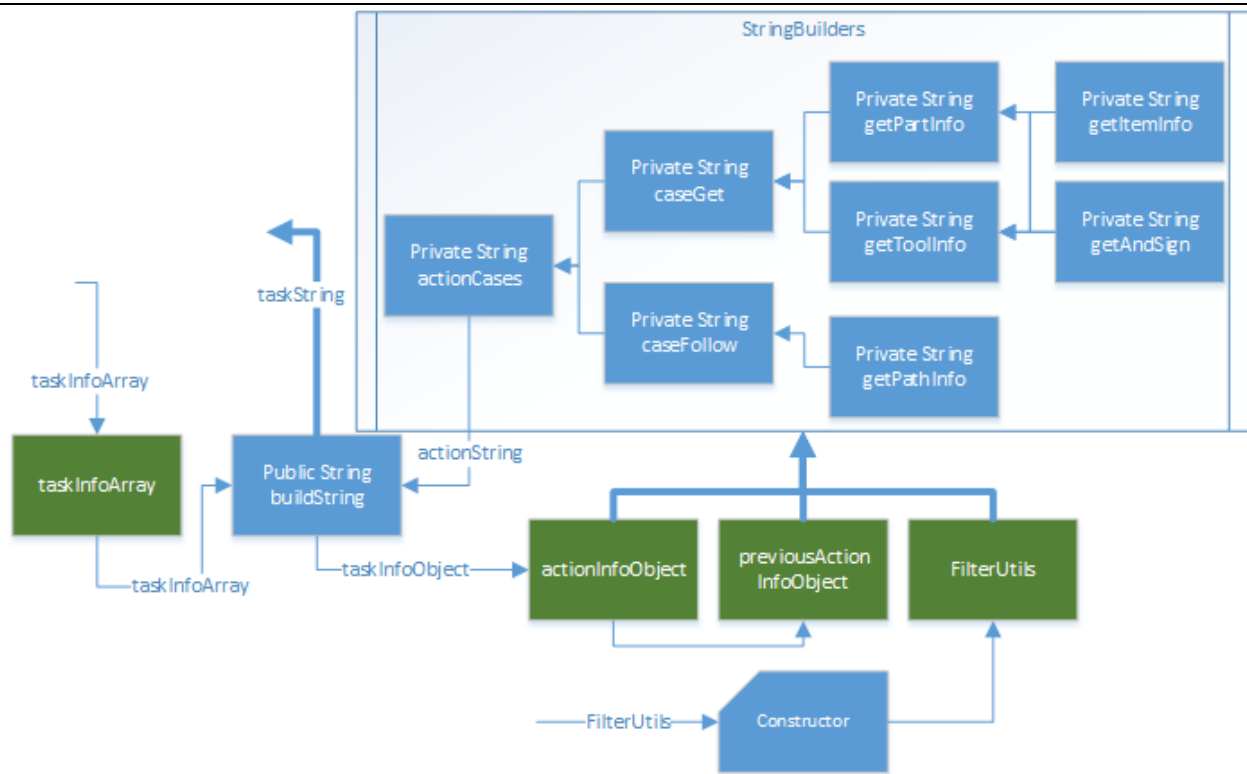 StringBuilders
Private String
getPartInfo
Private String
getItemInfo
Private String
caseGet
Private String
getToolInfo
Private String
getAndSign
Private String
actionCases
taskString
Private String
caseFollow
Private String
getPathInfo
taskInfoArray
actionString
taskInfoArray
Public String
buildString
taskInfoArray
taskInfoObject
actionInfoObject
previousAction
InfoObject
FilterUtils
FilterUtils
Constructor